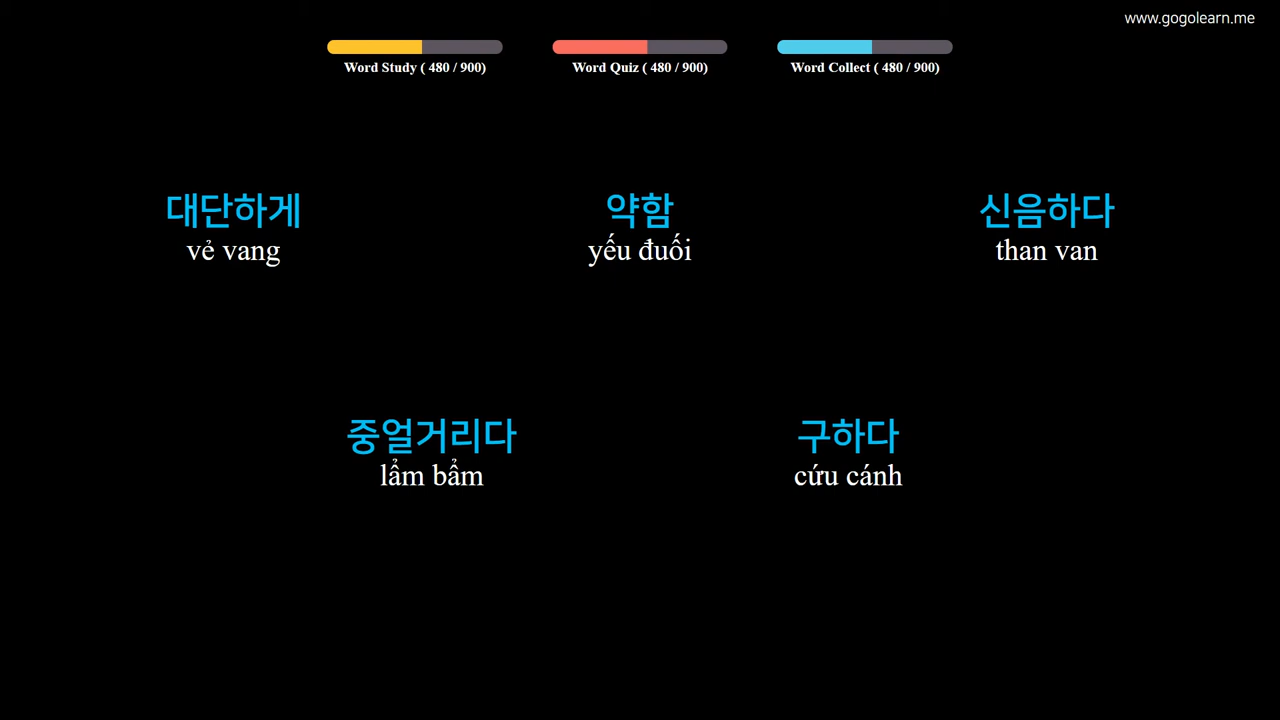 www.gogolearn.me
Word Study ( 480 / 900)
Word Quiz ( 480 / 900)
Word Collect ( 480 / 900)
대단하게
vẻ vang
약함
yếu đuối
신음하다
than van
중얼거리다
lẩm bẩm
구하다
cứu cánh